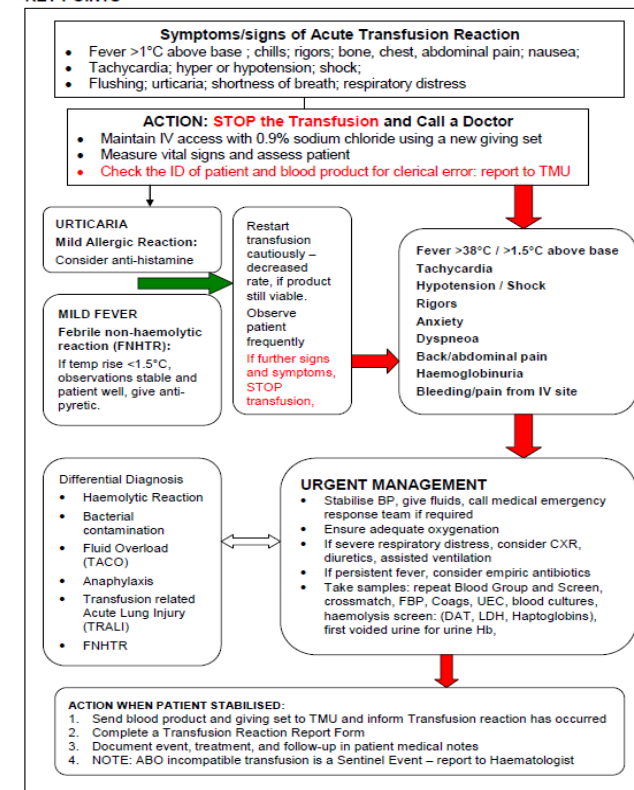 KEY POINTS
Symptoms/signs of Acute Transfusion Reaction
• Fever >1°C above base ; chills; rigors; bone, chest, abdominal pain; nausea;
• Tachycardia; hyper or hypotension; shock;
• Flushing; urticaria; shortness of breath; respiratory distress
ACTION: STOP the Transfusion and Call a Doctor
• Maintain IV access with 0.9% sodium chloride using a new giving set
• Measure vital signs and assess patient
• Check the ID of patient and blood product for clerical error: report to TMU
URTICARIA
Mild Allergic Reaction:
Consider anti-histamine
MILD FEVER
Febrile non-haemolytic
reaction (FNHTR):
If temp rise <1.5°C,
observations stable and
patient well, give anti-
pyretic.
Restart
transfusion
cautiously –
decreased
rate, if product
still viable.
Observe
patient
frequently
If further signs
and symptoms,
STOP
transfusion,
Fever >38°C / >1.5°C above base
Tachycardia
Hypotension / Shock
Rigors
Anxiety
Dyspneoa
Back/abdominal pain
Haemoglobinuria
Bleeding/pain from IV site
Differential Diagnosis
• Haemolytic Reaction
• Bacterial
contamination
• Fluid Overload
(TACO)
• Anaphylaxis
• Transfusion related
Acute Lung Injury
(TRALI)
• FNHTR
URGENT MANAGEMENT
• Stabilise BP, give fluids, call medical emergency
response team if required
• Ensure adequate oxygenation
• If severe respiratory distress, consider CXR,
diuretics, assisted ventilation
• If persistent fever, consider empiric antibiotics
• Take samples: repeat Blood Group and Screen,
crossmatch, FBP, Coags, UEC, blood cultures,
haemolysis screen: (DAT, LDH, Haptoglobins),
first voided urine for urine Hb,
ACTION WHEN PATIENT STABILISED:
1. Send blood product and giving set to TMU and inform Transfusion reaction has occurred
2. Complete a Transfusion Reaction Report Form
3. Document event, treatment, and follow-up in patient medical notes
4. NOTE: ABO incompatible transfusion is a Sentinel Event – report to Haematologist